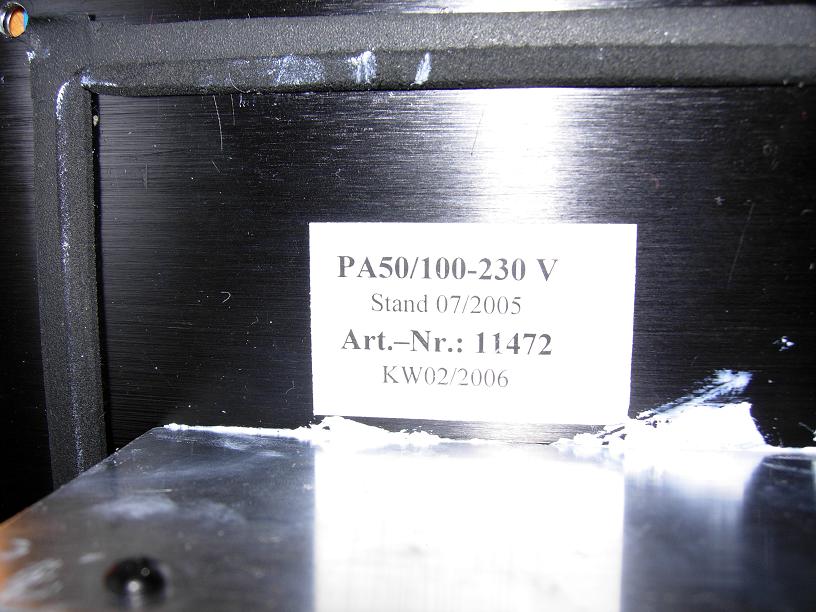 PA50/100-230 V
Stand 07/2005
Art.–Nr.: 11472
KW02/2006